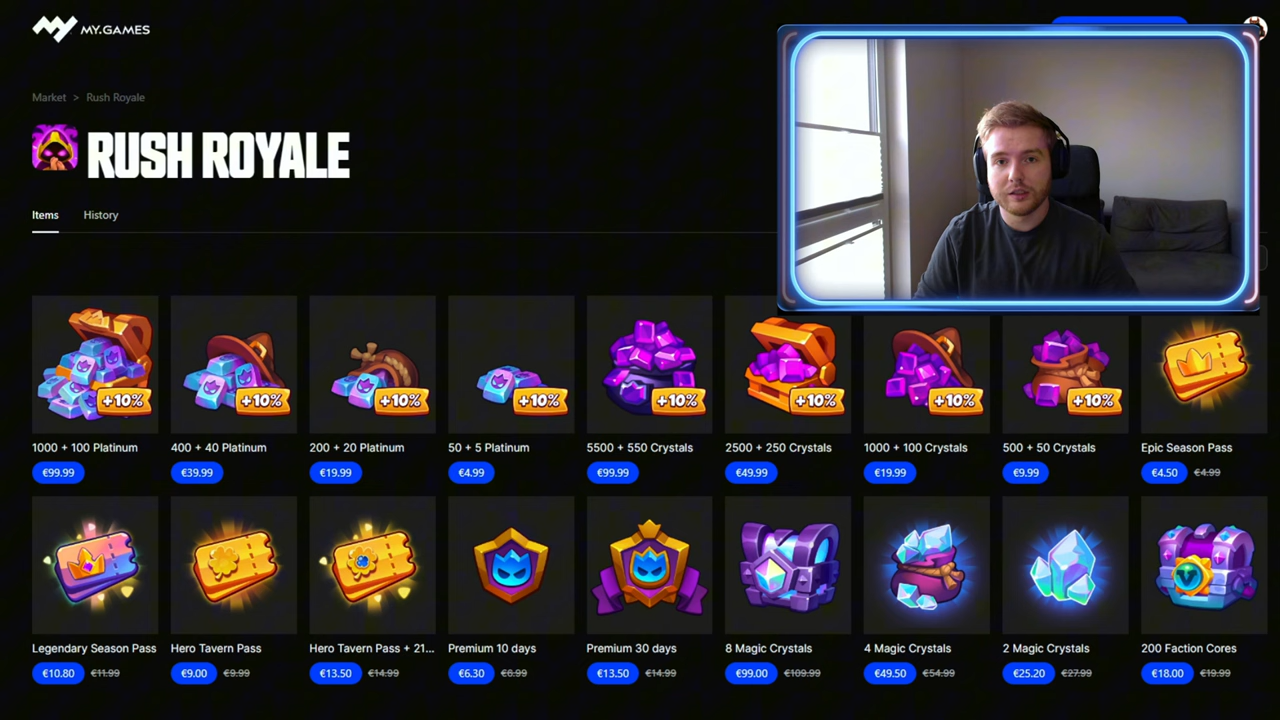 MY.GAMES
Market > Rush Royale
RUSH ROYALE
Items History
+10% +10% +10% +10% +10% +10% +10% +10%
1000 + 100 Platinum 400 + 40 Platinum 200 + 20 Platinum 50 + 5 Platinum 5500 + 550 Crystals 2500 + 250 Crystals 1000 + 100 Crystals 500 + 50 Crystals Epic Season Pass
€99.99 €39.99 €19.99 €4.99 €99.99 €49.99 €19.99 €9.99 €4.50 €4.99
Legendary Season Pass Hero Tavern Pass Hero Tavern Pass + 21... Premium 10 days Premium 30 days 8 Magic Crystals 4 Magic Crystals 2 Magic Crystals 200 Faction Cores
€10.80 €11.99 €9.00 €9.99 €13.50 €14.99 €6.30 €6.99 €13.50 €14.99 €99.00 €109.99 €49.50 €54.99 €25.20 €27.99 €18.00 €19.99